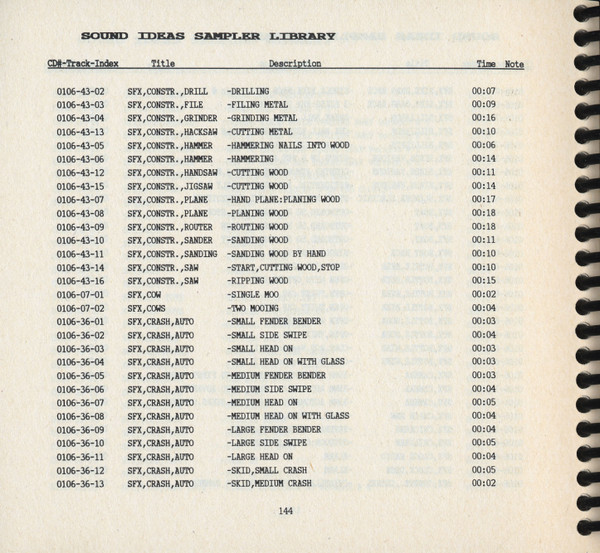 SOUND IDEAS SAMPLER LIBRARY
CD#-Track-Index Title Description Time Note
0106-43-02 SFX,CONSTR.,DRILL -DRILLING 00:07
0106-43-03 SFX,CONSTR.,FILE -FILING METAL 00:09
0106-43-04 SFX,CONSTR.,GRINDER -GRINDING METAL 00:16
0106-43-13 SFX,CONSTR.,HACKSAW -CUTTING METAL 00:10
0106-43-05 SFX,CONSTR.,HAMMER -HAMMERING NAILS INTO WOOD 00:06
0106-43-06 SFX,CONSTR.,HAMMER -HAMMERING 00:14
0106-43-12 SFX,CONSTR.,HANDSAW -CUTTING WOOD 00:11
0106-43-15 SFX,CONSTR.,JIGSAW -CUTTING WOOD 00:14
0106-43-07 SFX,CONSTR.,PLANE -HAND PLANE:PLANING WOOD 00:17
0106-43-08 SFX,CONSTR.,PLANE -PLANING WOOD 00:18
0106-43-09 SFX,CONSTR.,ROUTER -ROUTING WOOD 00:18
0106-43-10 SFX,CONSTR.,SANDER -SANDING WOOD 00:11
0106-43-11 SFX,CONSTR.,SANDING -SANDING WOOD BY HAND 00:10
0106-43-14 SFX,CONSTR.,SAW -START,CUTTING WOOD,STOP 00:10
0106-43-16 SFX,CONSTR.,SAW -RIPPING WOOD 00:15
0106-07-01 SFX,COW -SINGLE MOO 00:02
0106-07-02 SFX,COWS -TWO MOOING 00:04
0106-36-01 SFX,CRASH,AUTO -SMALL FENDER BENDER 00:03
0106-36-02 SFX,CRASH,AUTO -SMALL SIDE SWIPE 00:04
0106-36-03 SFX,CRASH,AUTO -SMALL HEAD ON 00:03
0106-36-04 SFX,CRASH,AUTO -SMALL HEAD ON WITH GLASS 00:03
0106-36-05 SFX,CRASH,AUTO -MEDIUM FENDER BENDER 00:03
0106-36-06 SFX,CRASH,AUTO -MEDIUM SIDE SWIPE 00:04
0106-36-07 SFX,CRASH,AUTO -MEDIUM HEAD ON 00:05
0106-36-08 SFX,CRASH,AUTO -MEDIUM HEAD ON WITH GLASS 00:04
0106-36-09 SFX,CRASH,AUTO -LARGE FENDER BENDER 00:04
0106-36-10 SFX,CRASH,AUTO -LARGE SIDE SWIPE 00:05
0106-36-11 SFX,CRASH,AUTO -LARGE HEAD ON 00:04
0106-36-12 SFX,CRASH,AUTO -SKID,SMALL CRASH 00:05
0106-36-13 SFX,CRASH,AUTO -SKID,MEDIUM CRASH 00:02
144